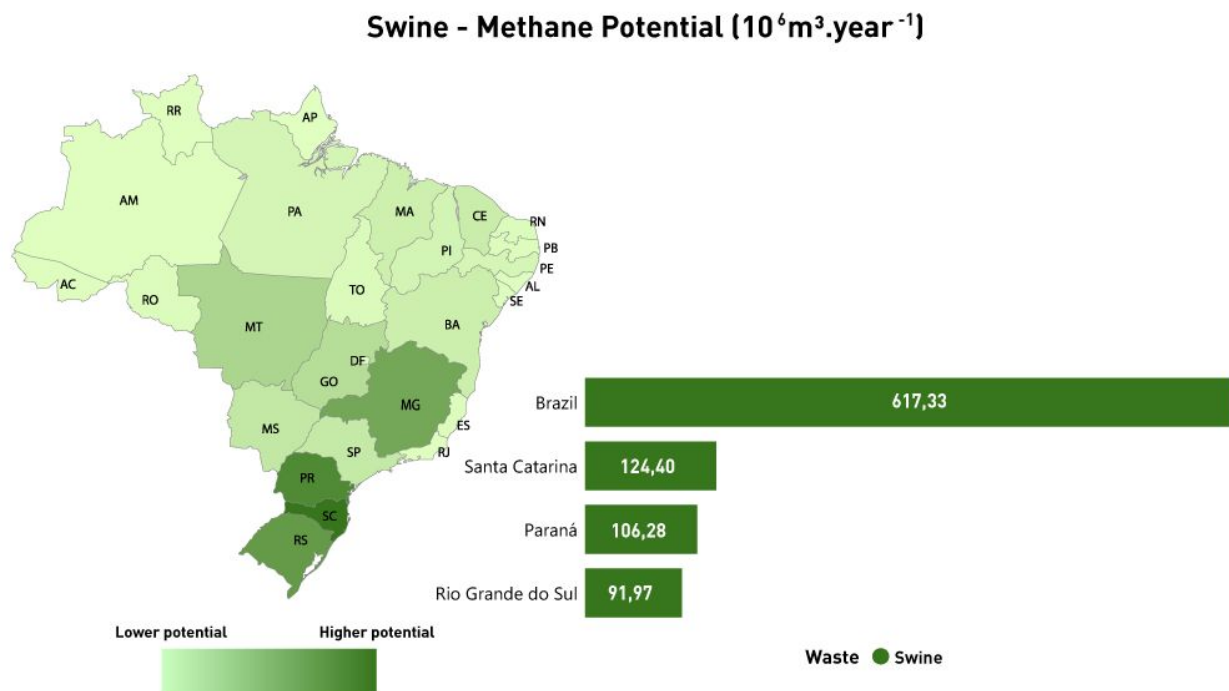 Swine - Methane Potential (10⁶m³.year⁻¹)
RR
AP
AM
PA
MA
CE
RN
PB
PI
PE
AL
SE
AC
RO
TO
BA
MT
DF
GO
MG
ES
MS
SP
RJ
PR
SC
RS
Brazil 617,33
Santa Catarina 124,40
Paraná 106,28
Rio Grande do Sul 91,97
Lower potential Higher potential
Waste Swine